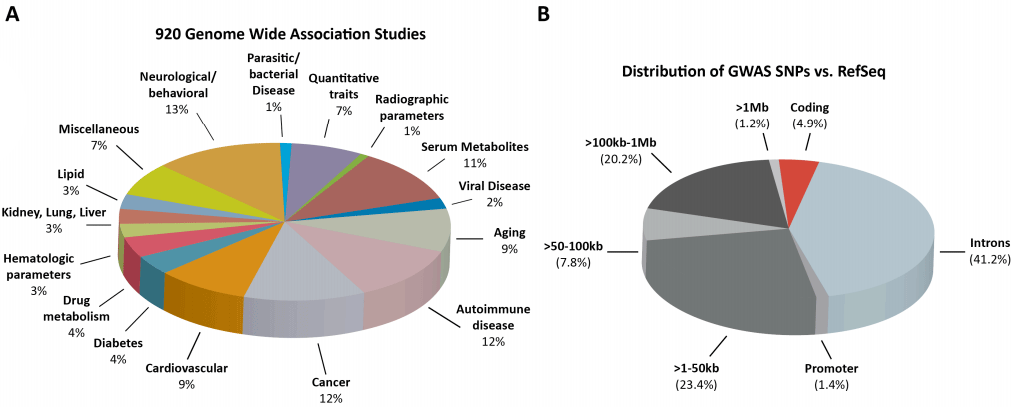 A
920 Genome Wide Association Studies
Parasitic/
bacterial
Disease
1%
Quantitative
traits
7%
Radiographic
parameters
1%
Serum Metabolites
11%
Viral Disease
2%
Aging
9%
Autoimmune
disease
12%
Cancer
12%
Cardiovascular
9%
Diabetes
4%
Drug
metabolism
4%
Hematologic
parameters
3%
Kidney, Lung, Liver
3%
Lipid
3%
Miscellaneous
7%
Neurological/
behavioral
13%
B
Distribution of GWAS SNPs vs. RefSeq
>1Mb
(1.2%)
Coding
(4.9%)
Introns
(41.2%)
Promoter
(1.4%)
>1-50kb
(23.4%)
>50-100kb
(7.8%)
>100kb-1Mb
(20.2%)